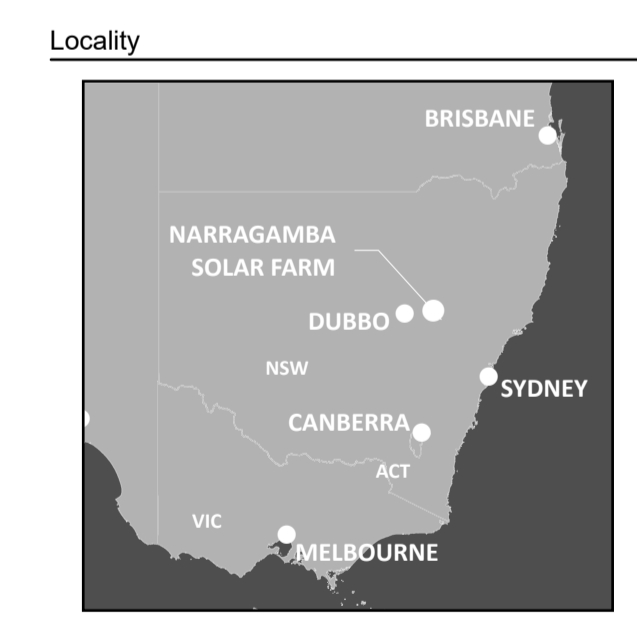 Locality
BRISBANE
NARRAGAMBA
SOLAR FARM
DUBBO
NSW
SYDNEY
CANBERRA
ACT
VIC
MELBOURNE